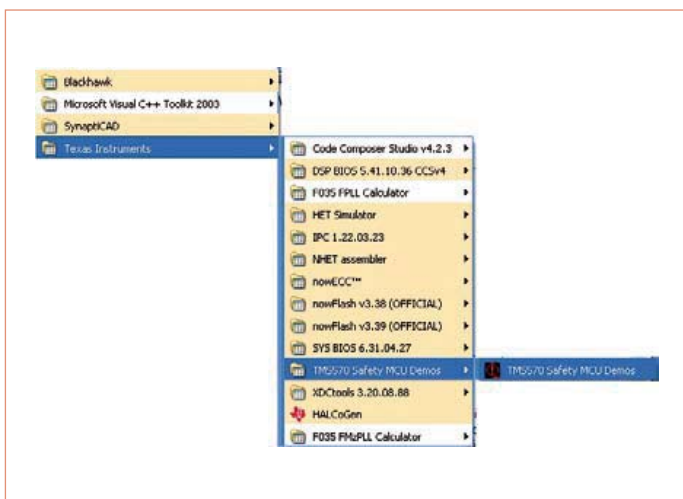 Blackhawk
Microsoft Visual C++ Toolkit 2003
SynaptiCAD
Texas Instruments
Code Composer Studio v4.2.3
DSP BIOS 5.41.10.36 CCSv4
F035 FPLL Calculator
HET Simulator
IPC 1.22.03.23
NHET assembler
nowECC™
nowFlash v3.38 (OFFICIAL)
nowFlash v3.39 (OFFICIAL)
SYS BIOS 6.31.04.27
TMS570 Safety MCU Demos
TMS570 Safety MCU Demos
XDCtools 3.20.08.88
HALCoGen
F035 FMzPLL Calculator